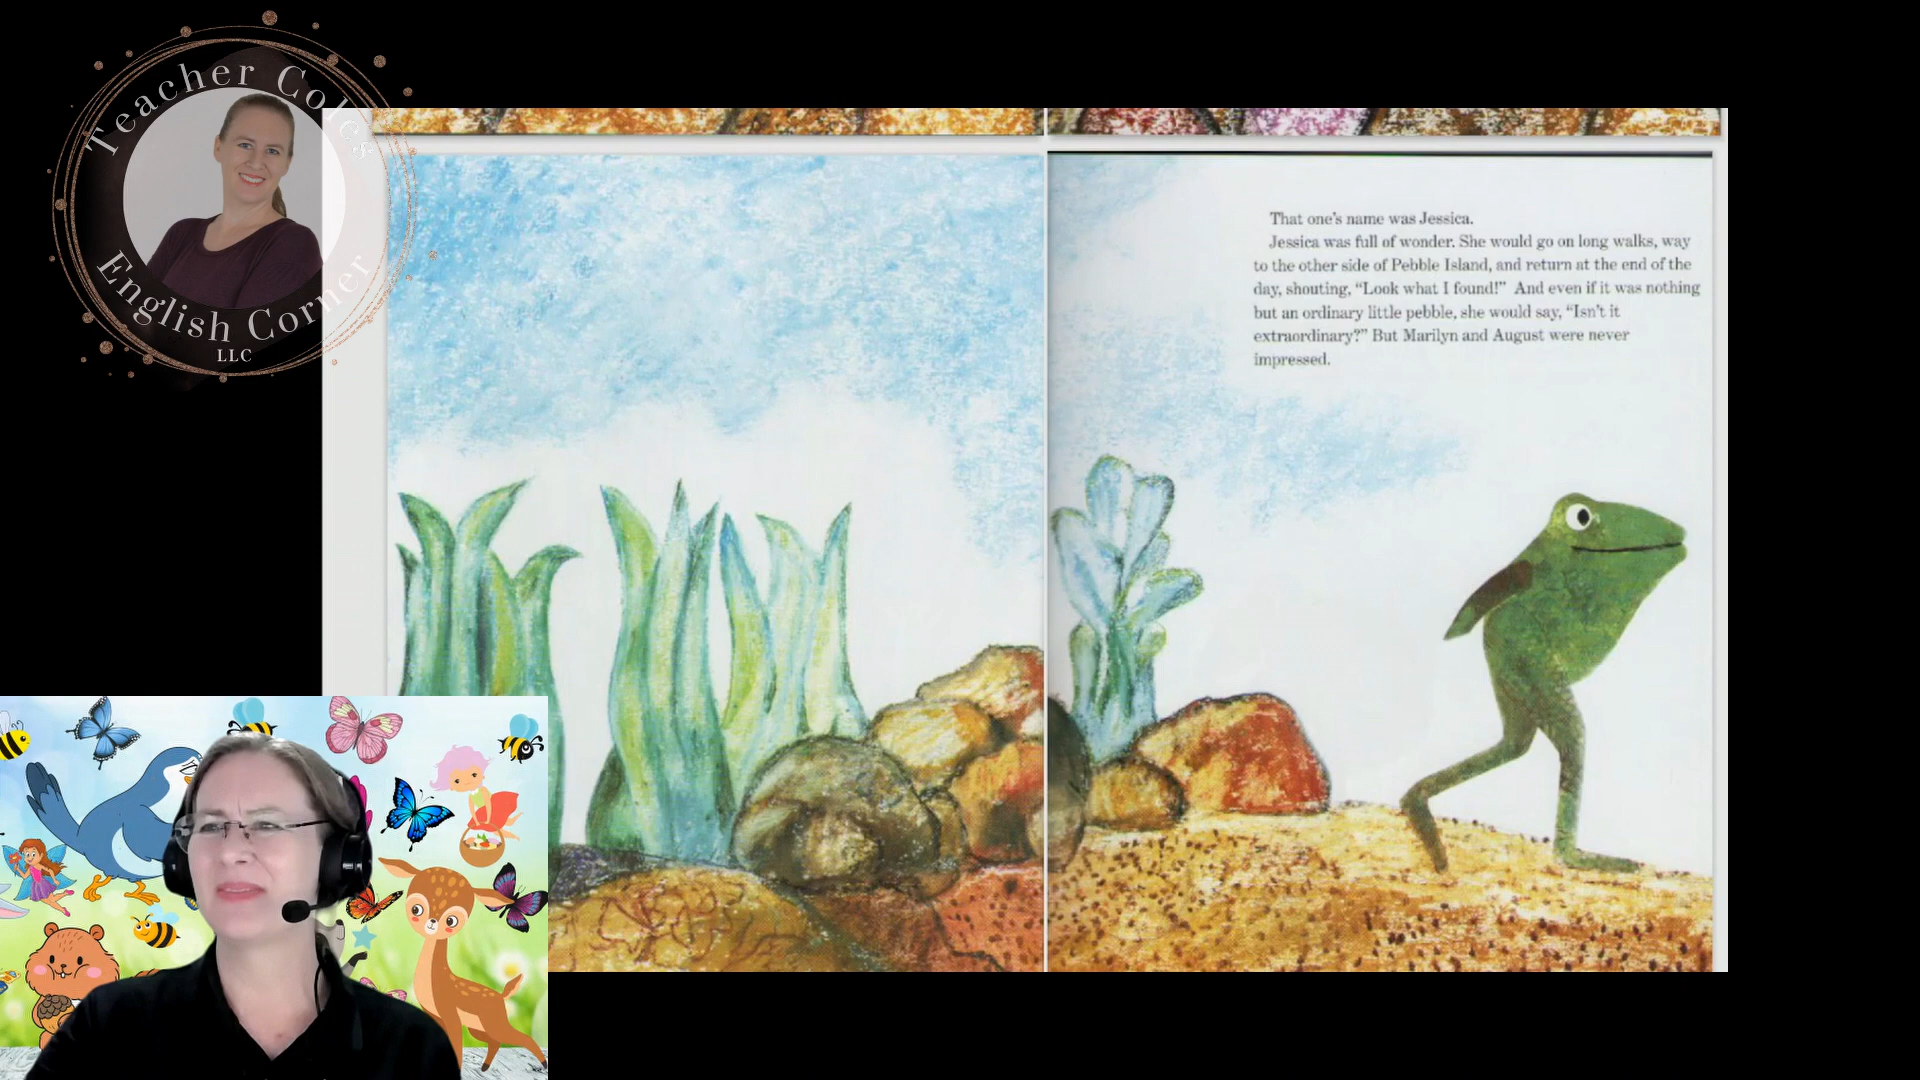 Teacher Coles
English Corner
LLC
That one's name was Jessica.
Jessica was full of wonder. She would go on long walks, way
to the other side of Pebble Island, and return at the end of the
day, shouting, “Look what I found!” And even if it was nothing
but an ordinary little pebble, she would say, “Isn't it
extraordinary?” But Marilyn and August were never
impressed.